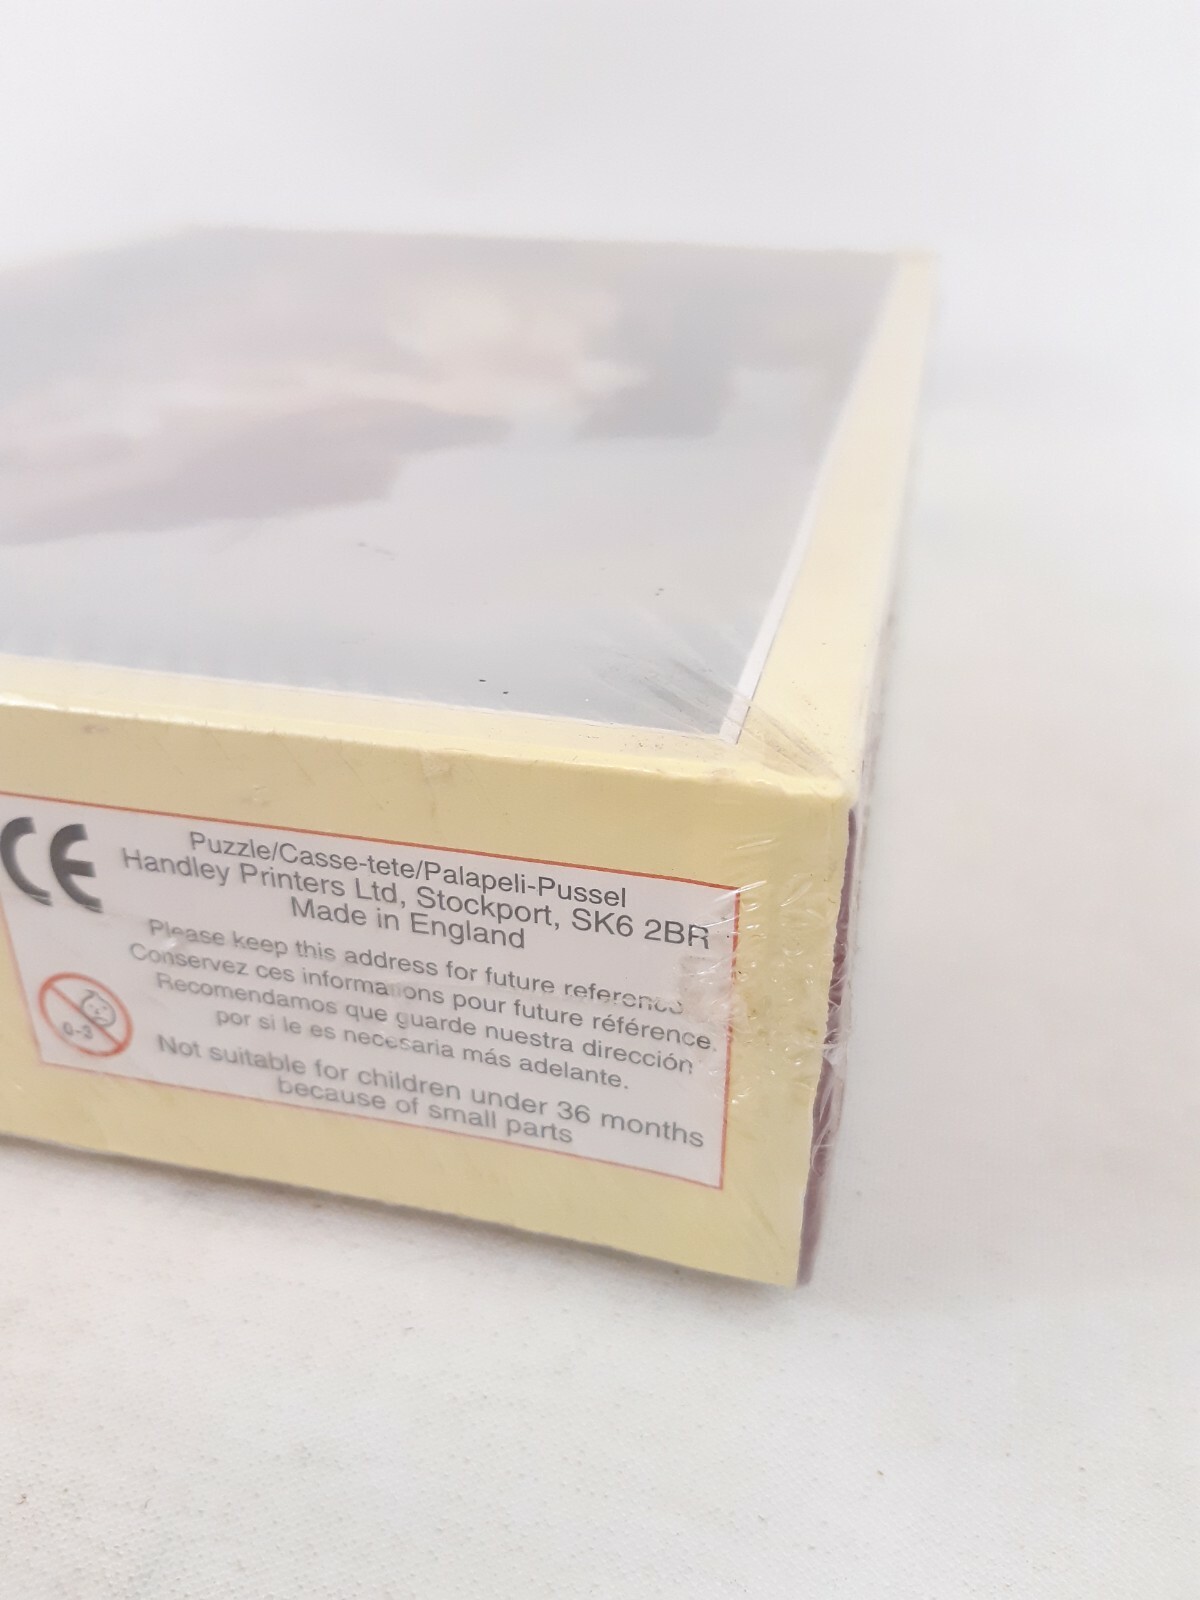 CE
Puzzle/Casse-tete/Palapeli-Pussel
Handley Printers Ltd, Stockport, SK6 2BR
Made in England
Please keep this address for future reference.
Conservez ces informations pour future référence.
Recomendamos que guarde nuestra dirección
por si le es necesaria más adelante.
0-3
Not suitable for children under 36 months
because of small parts